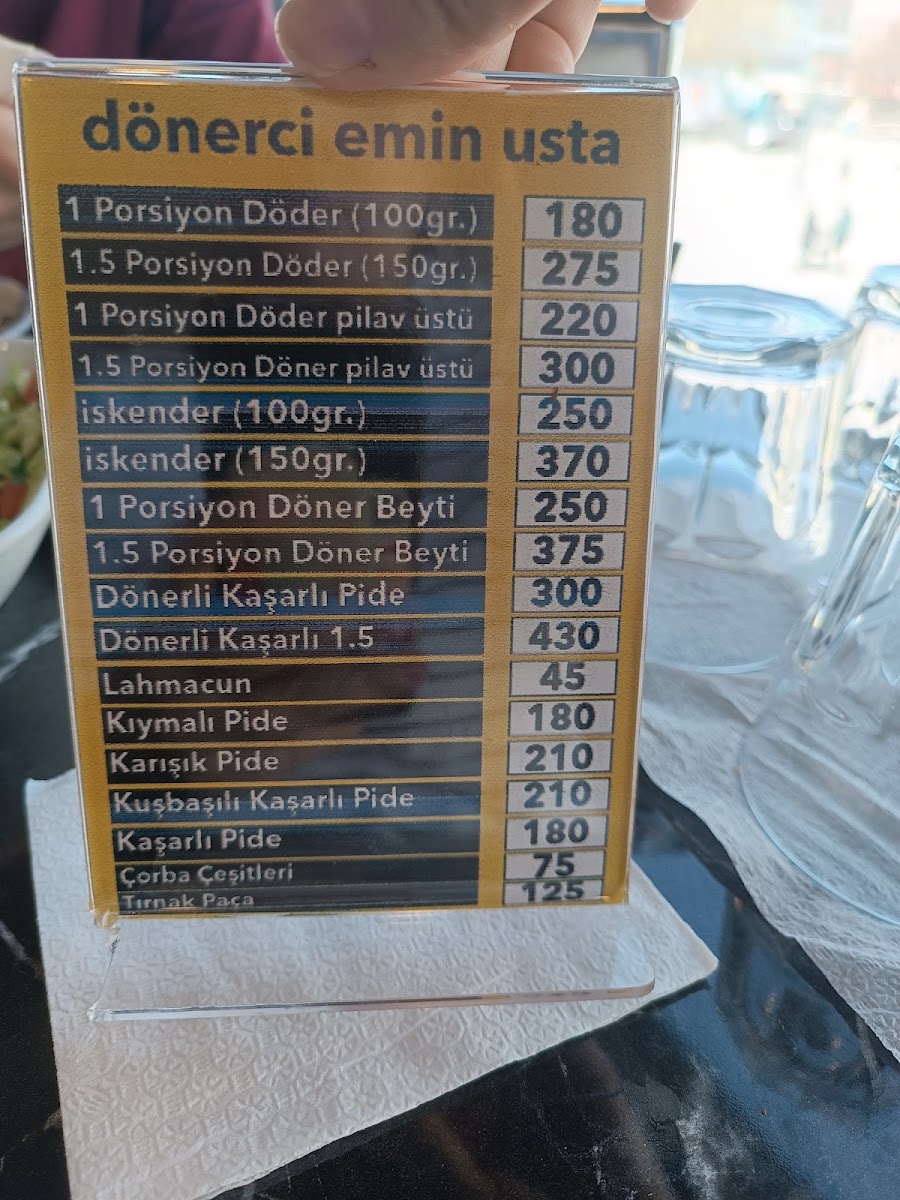 dönerci emin usta
1 Porsiyon Döder (100gr.) 180
1.5 Porsiyon Döder (150gr.) 275
1 Porsiyon Döder pilav üstü 220
1.5 Porsiyon Döner pilav üstü 300
iskender (100gr.) 250
iskender (150gr.) 370
1 Porsiyon Döner Beyti 250
1.5 Porsiyon Döner Beyti 375
Dönerli Kaşarlı Pide 300
Dönerli Kaşarlı 1.5 430
Lahmacun 45
Kıymalı Pide 180
Karışık Pide 210
Kuşbaşılı Kaşarlı Pide 210
Kaşarlı Pide 180
Çorba Çeşitleri 75
Tırnak Paça 125